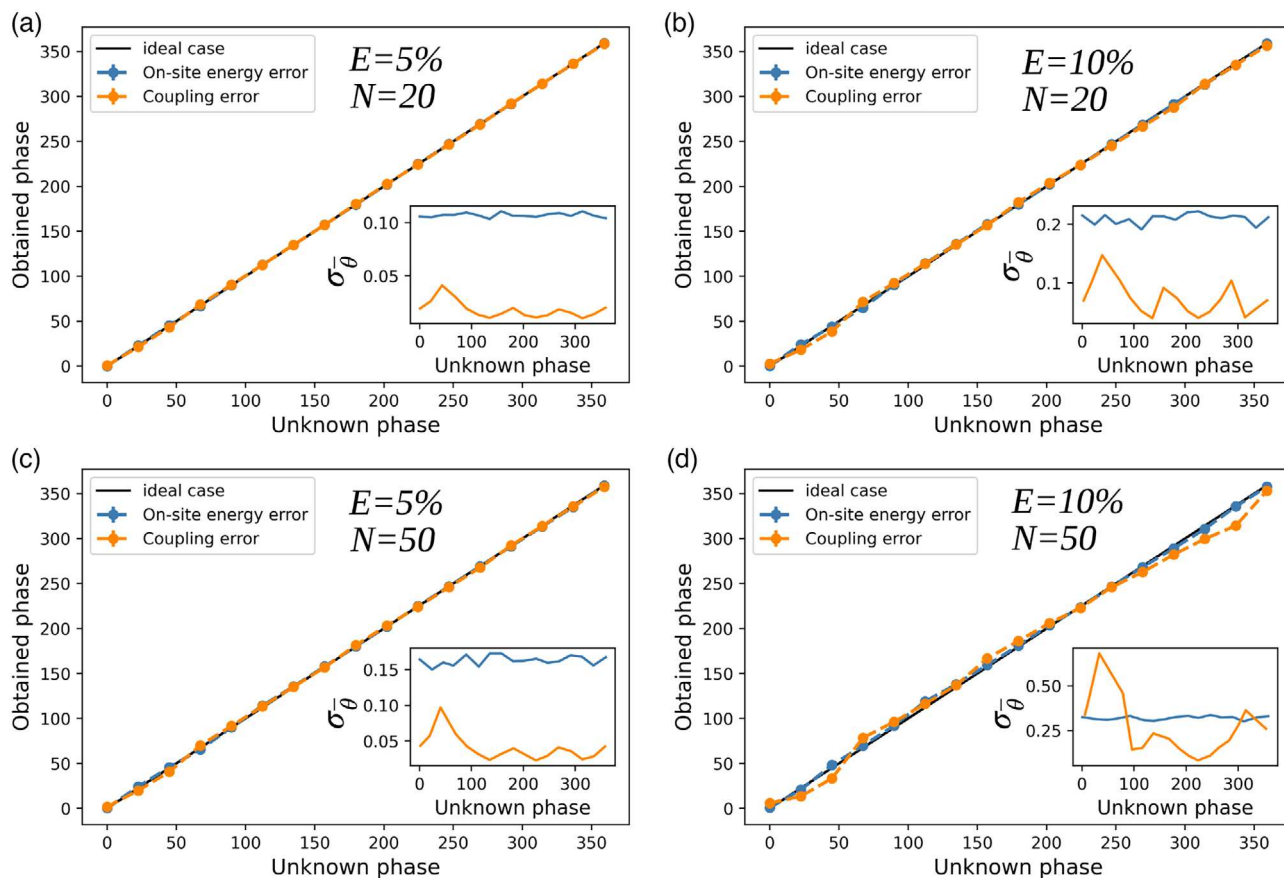 (a)
ideal case
On-site energy error
Coupling error
E=5%
N=20
Obtained phase
350
300
250
200
150
100
50
0
0 50 100 150 200 250 300 350
Unknown phase
σ_θ̄
0.10
0.05
0 100 200 300
Unknown phase
(b)
ideal case
On-site energy error
Coupling error
E=10%
N=20
Obtained phase
350
300
250
200
150
100
50
0
0 50 100 150 200 250 300 350
Unknown phase
σ_θ̄
0.2
0.1
0 100 200 300
Unknown phase
(c)
ideal case
On-site energy error
Coupling error
E=5%
N=50
Obtained phase
350
300
250
200
150
100
50
0
0 50 100 150 200 250 300 350
Unknown phase
σ_θ̄
0.15
0.10
0.05
0 100 200 300
Unknown phase
(d)
ideal case
On-site energy error
Coupling error
E=10%
N=50
Obtained phase
350
300
250
200
150
100
50
0
0 50 100 150 200 250 300 350
Unknown phase
σ_θ̄
0.50
0.25
0 100 200 300
Unknown phase